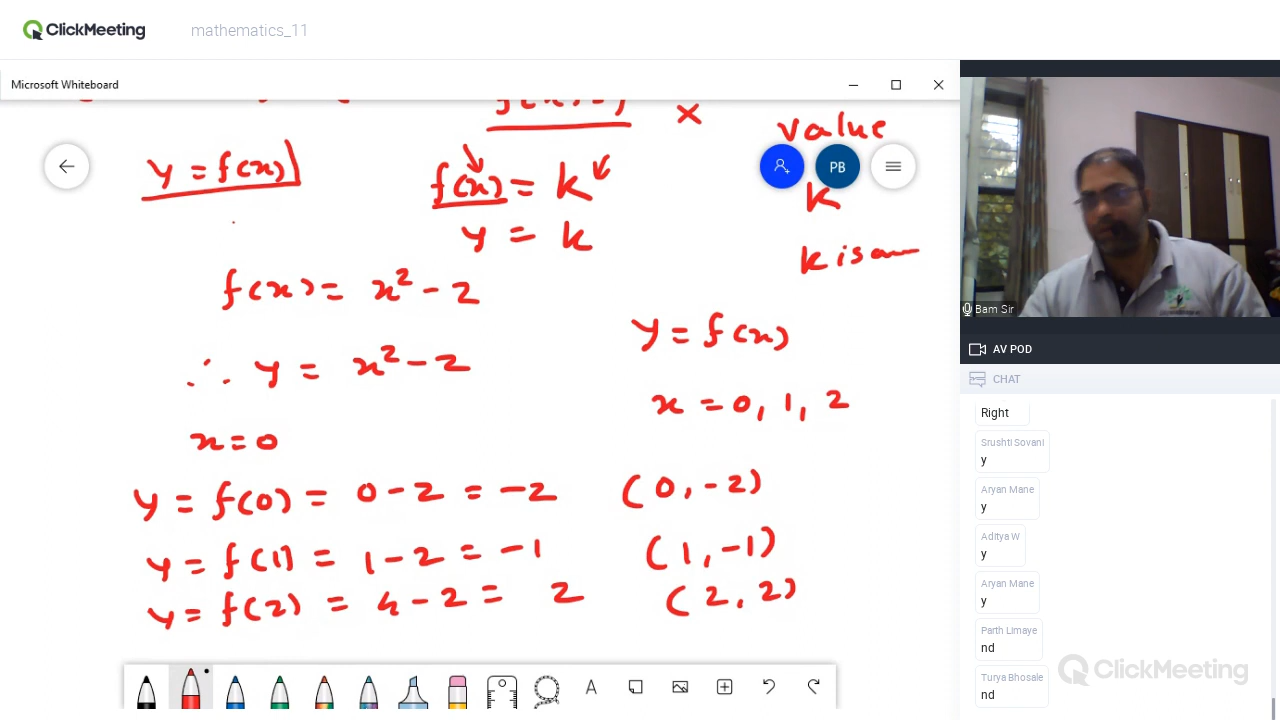 ClickMeeting
mathematics_11
Microsoft Whiteboard
×
value
y = f(x)
f(x) = k
K
PB
y = k
k is a
f(x) = x² - 2
y = f(x)
∴ y = x² - 2
x = 0, 1, 2
x = 0
y = f(0) = 0 - 2 = -2 (0, -2)
y = f(1) = 1 - 2 = -1 (1, -1)
y = f(2) = 4 - 2 = 2 (2, 2)
A
Bam Sir
AV POD
CHAT
Right
Srushti Sovani
y
Aryan Mane
y
Aditya W
y
Aryan Mane
y
Parth Limaye
nd
Turya Bhosale
nd
ClickMeeting